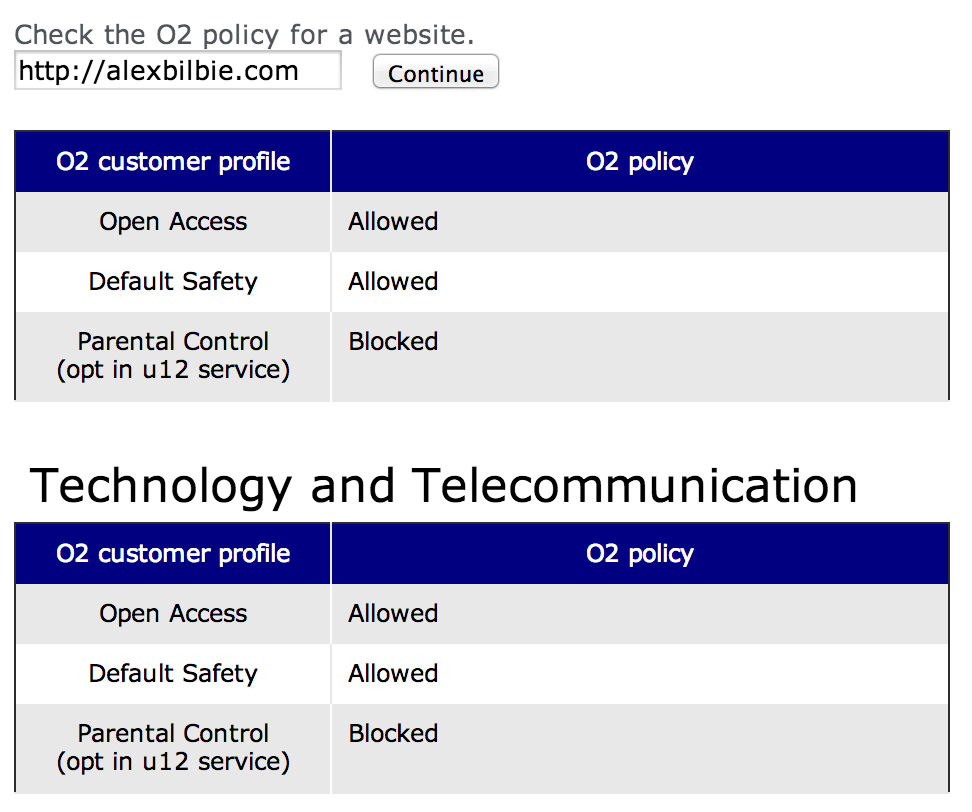 Check the O2 policy for a website.
http://alexbilbie.com Continue
O2 customer profile O2 policy
Open Access Allowed
Default Safety Allowed
Parental Control Blocked
(opt in u12 service)
Technology and Telecommunication
O2 customer profile O2 policy
Open Access Allowed
Default Safety Allowed
Parental Control Blocked
(opt in u12 service)